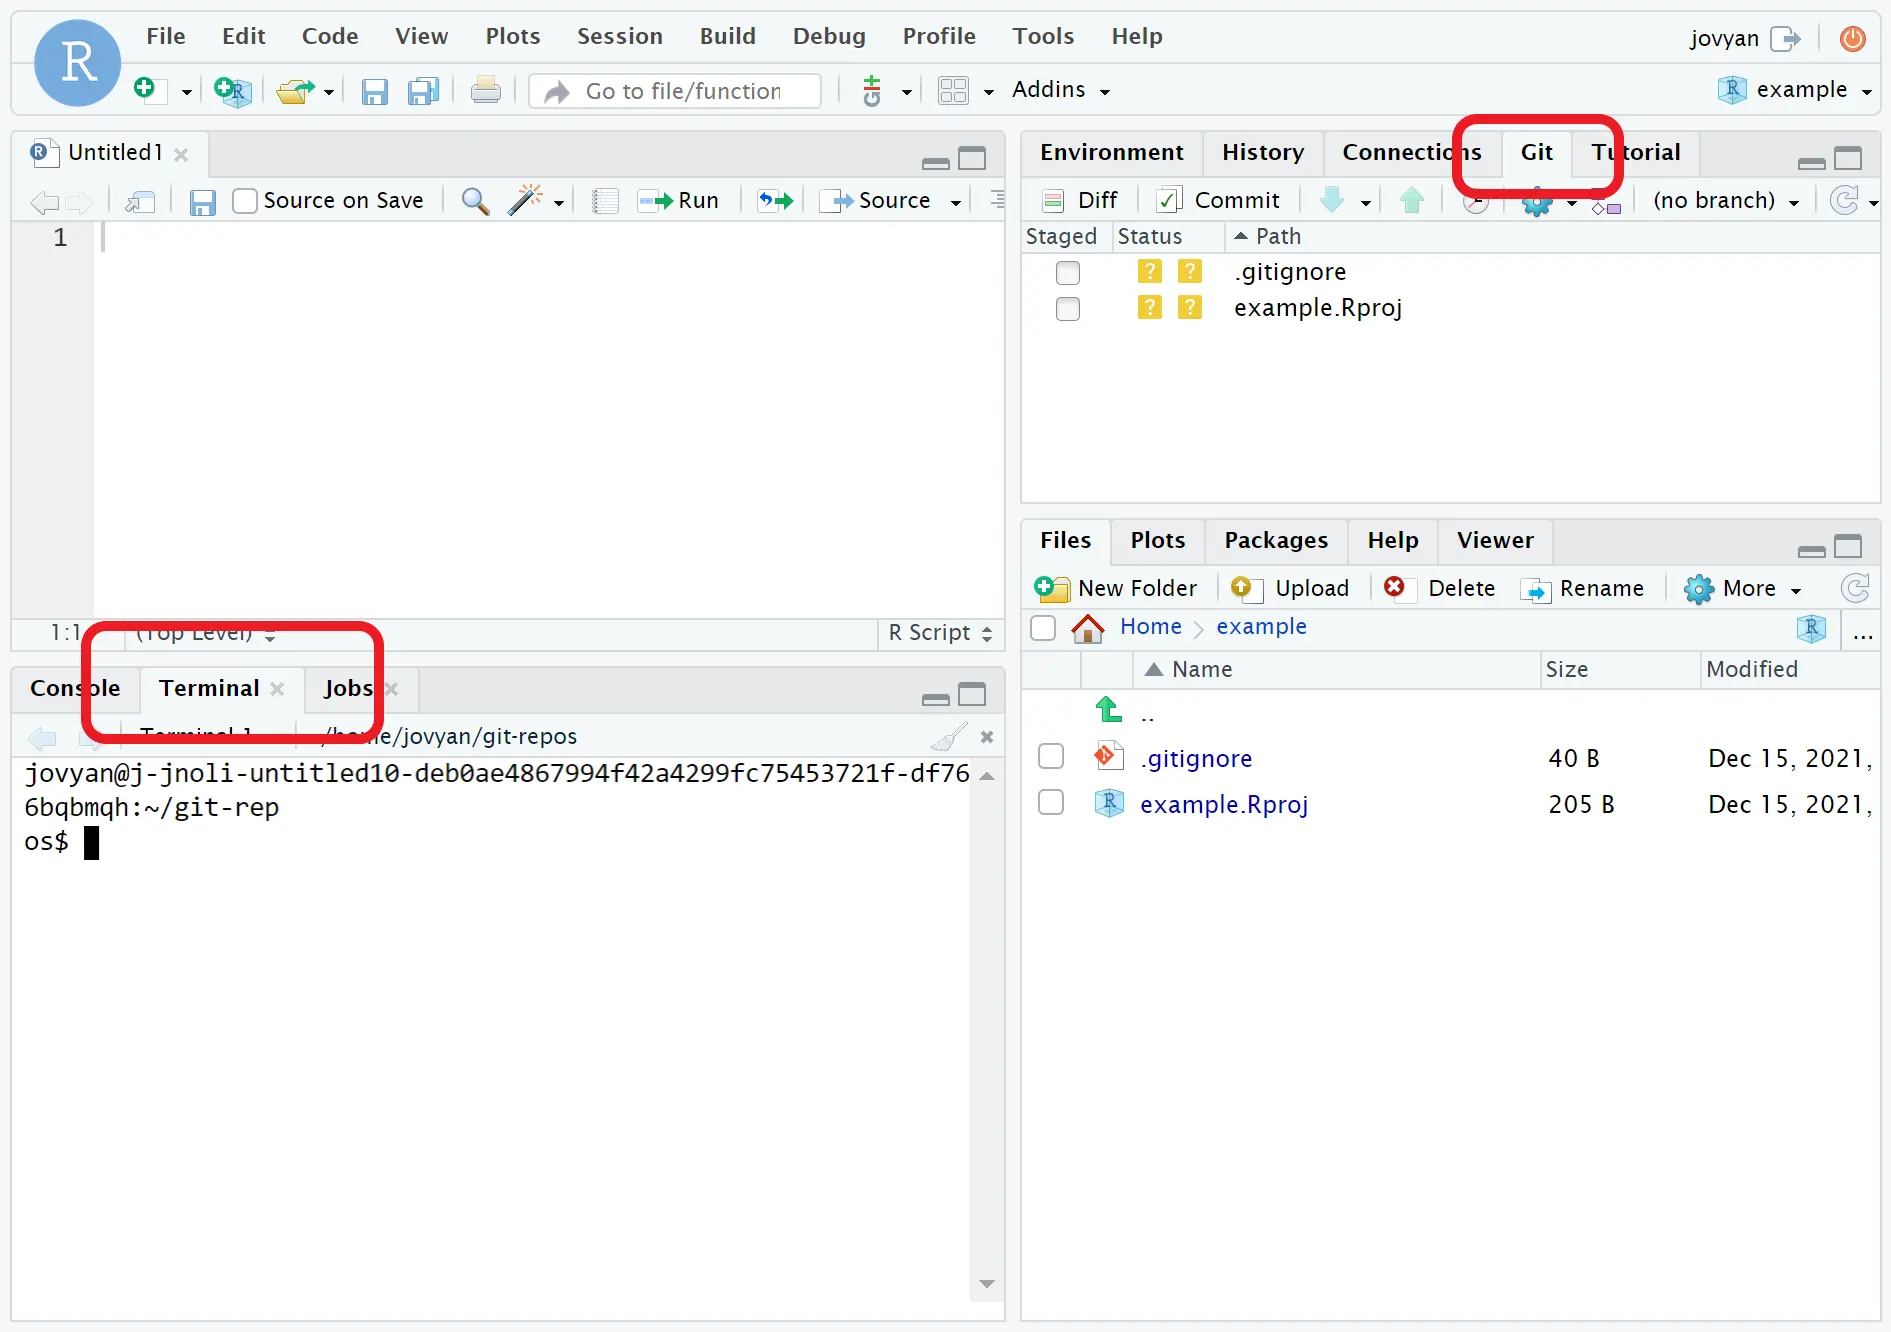 R File Edit Code View Plots Session Build Debug Profile Tools Help jovyan
Go to file/function Addins example
Untitled1
Source on Save Run Source
1
1:1 (Top Level) R Script
Console Terminal Jobs
Terminal 1 /home/jovyan/git-repos
jovyan@j-jnoli-untitled10-deb0ae4867994f42a4299fc75453721f-df76
6bqbmqh:~/git-rep
os$
Environment History Connections Git Tutorial
Diff Commit (no branch)
Staged Status Path
? ? .gitignore
? ? example.Rproj
Files Plots Packages Help Viewer
New Folder Upload Delete Rename More
Home example ...
Name Size Modified
..
.gitignore 40 B Dec 15, 2021,
example.Rproj 205 B Dec 15, 2021,